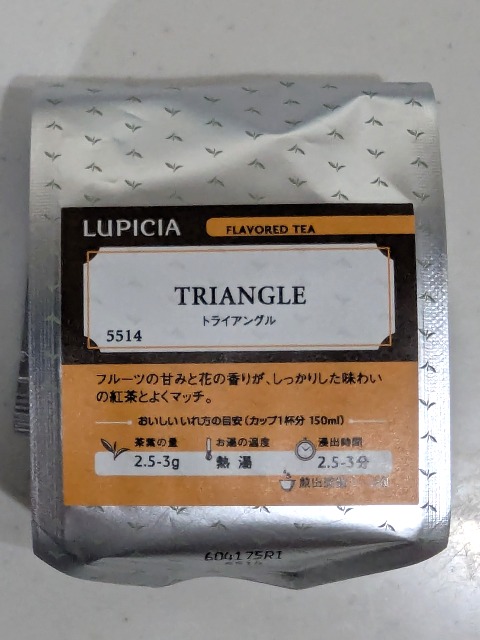 LUPICIA
FLAVORED TEA
TRIANGLE
トライアングル
5514
フルーツの甘みと花の香りが、しっかりした味わい
の紅茶とよくマッチ。
おいしいいれ方の目安（カップ1杯分 150ml）
茶葉の量 お湯の温度 浸出時間
2.5-3g 熱湯 2.5-3分
604175R1